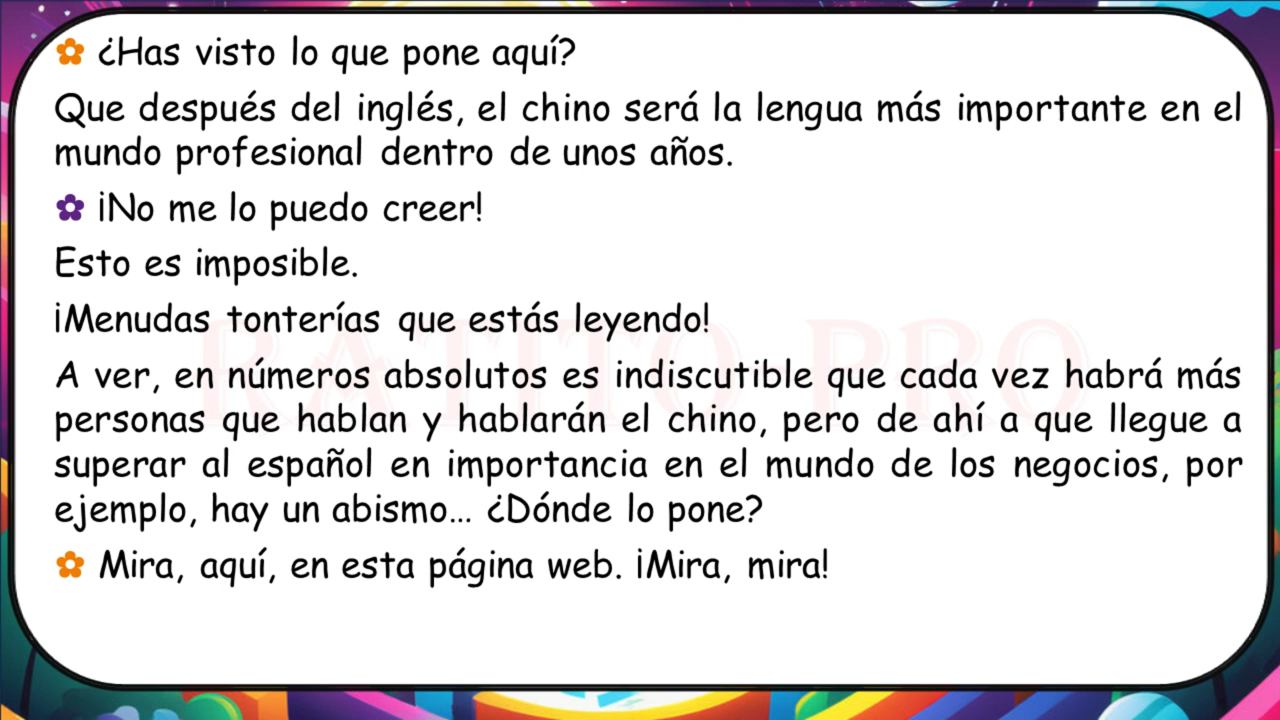 ✿ ¿Has visto lo que pone aquí?
Que después del inglés, el chino será la lengua más importante en el
mundo profesional dentro de unos años.
✿ ¡No me lo puedo creer!
Esto es imposible.
¡Menudas tonterías que estás leyendo!
A ver, en números absolutos es indiscutible que cada vez habrá más
personas que hablan y hablarán el chino, pero de ahí a que llegue a
superar al español en importancia en el mundo de los negocios, por
ejemplo, hay un abismo... ¿Dónde lo pone?
✿ Mira, aquí, en esta página web. ¡Mira, mira!
RATITO PRO